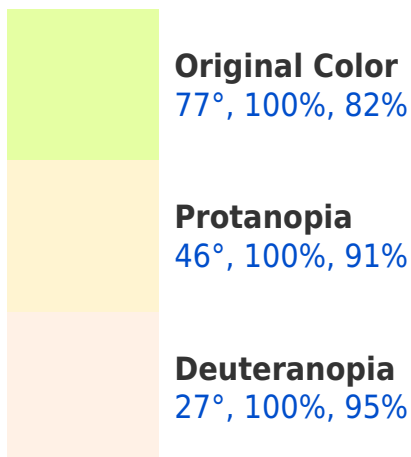 Original Color
77°, 100%, 82%
Protanopia
46°, 100%, 91%
Deuteranopia
27°, 100%, 95%